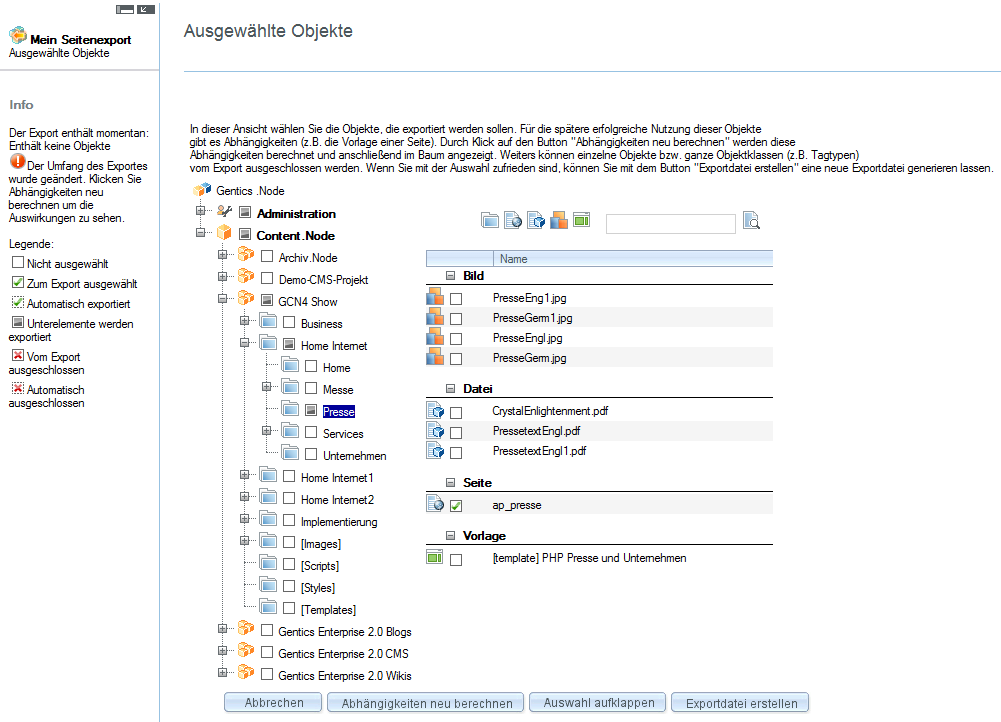 Mein Seitenexport
Ausgewählte Objekte
Info
Der Export enthält momentan:
Enthält keine Objekte
Der Umfang des Exportes
wurde geändert. Klicken Sie
Abhängigkeiten neu
berechnen um die
Auswirkungen zu sehen.
Legende:
Nicht ausgewählt
Zum Export ausgewählt
Automatisch exportiert
Unterelemente werden
exportiert
Vom Export
ausgeschlossen
Automatisch
ausgeschlossen
Ausgewählte Objekte
In dieser Ansicht wählen Sie die Objekte, die exportiert werden sollen. Für die spätere erfolgreiche Nutzung dieser Objekte
gibt es Abhängigkeiten (z.B. die Vorlage einer Seite). Durch Klick auf den Button "Abhängigkeiten neu berechnen" werden diese
Abhängigkeiten berechnet und anschließend im Baum angezeigt. Weiters können einzelne Objekte bzw. ganze Objektklassen (z.B. Tagtypen)
vom Export ausgeschlossen werden. Wenn Sie mit der Auswahl zufrieden sind, können Sie mit dem Button "Exportdatei erstellen" eine neue Exportdatei generieren lassen.
Gentics .Node
Administration
Content.Node
Archiv.Node
Demo-CMS-Projekt
GCN4 Show
Business
Home Internet
Home
Messe
Presse
Services
Unternehmen
Home Internet1
Home Internet2
Implementierung
[Images]
[Scripts]
[Styles]
[Templates]
Gentics Enterprise 2.0 Blogs
Gentics Enterprise 2.0 CMS
Gentics Enterprise 2.0 Wikis
Name
Bild
PresseEng1.jpg
PresseGerm1.jpg
PresseEngl.jpg
PresseGerm.jpg
Datei
CrystalEnlightenment.pdf
PressetextEngl.pdf
PressetextEngl1.pdf
Seite
ap_presse
Vorlage
[template] PHP Presse und Unternehmen
Abbrechen
Abhängigkeiten neu berechnen
Auswahl aufklappen
Exportdatei erstellen